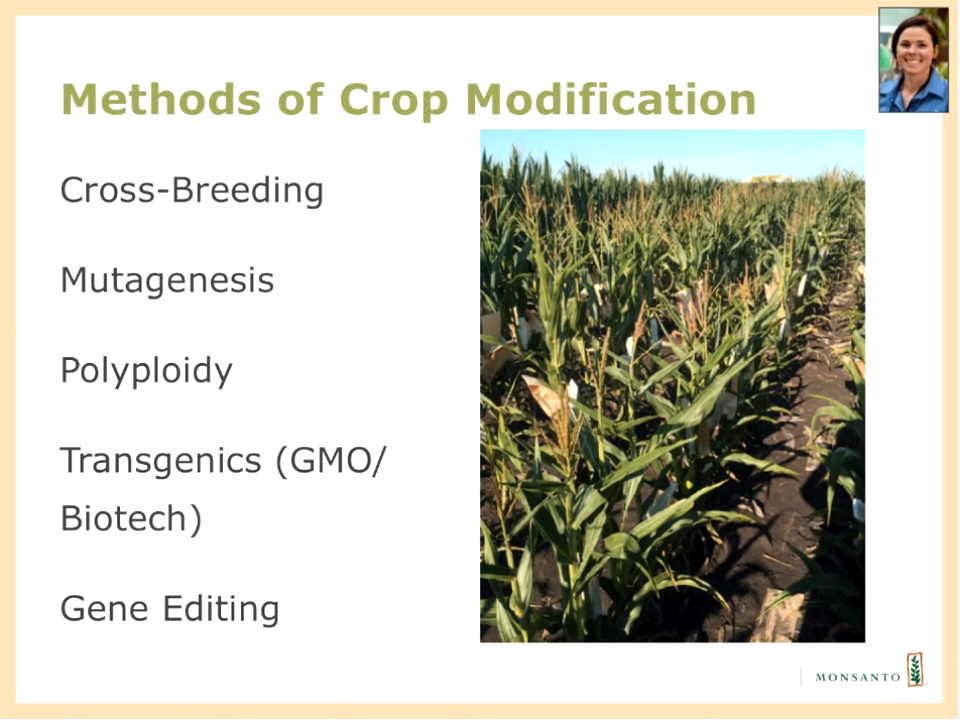 Methods of Crop Modification
Cross-Breeding
Mutagenesis
Polyploidy
Transgenics (GMO/
Biotech)
Gene Editing
MONSANTO